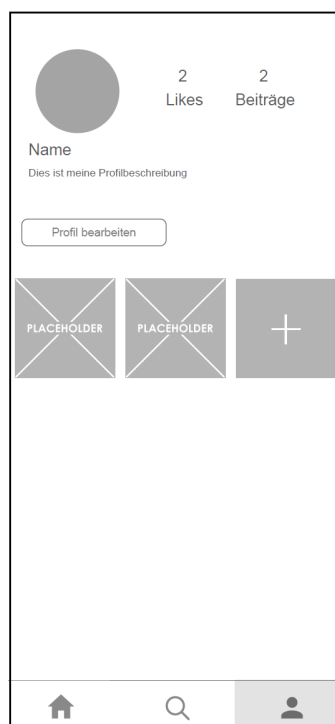 2 2
Likes Beiträge
Name
Dies ist meine Profilbeschreibung
Profil bearbeiten
PLACEHOLDER PLACEHOLDER